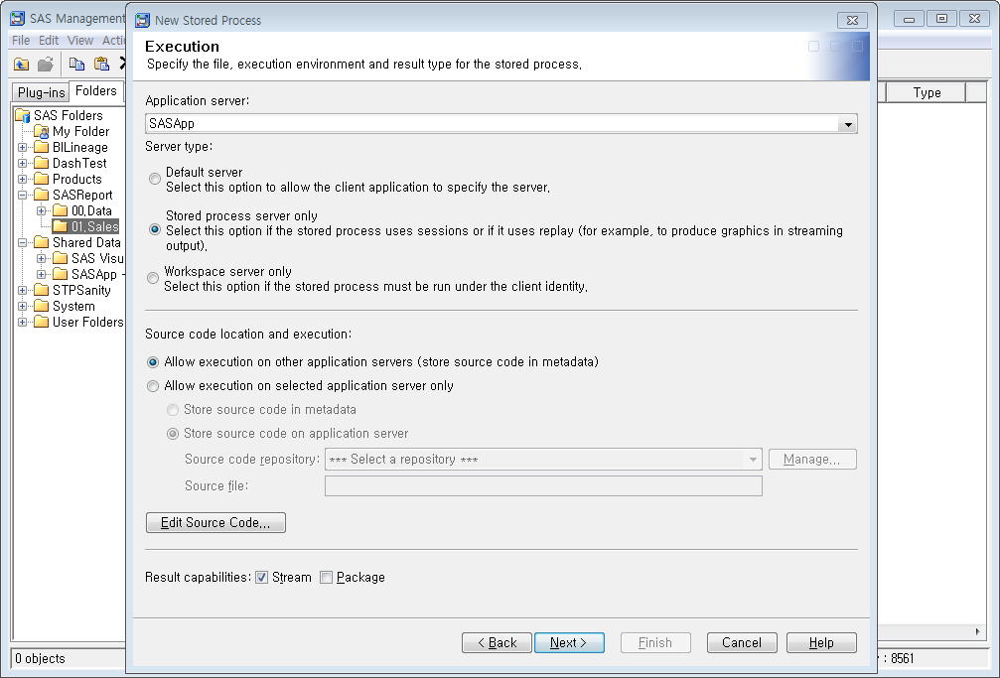 SAS Management
New Stored Process
File Edit View Actio
Execution
Specify the file, execution environment and result type for the stored process.
Plug-ins Folders
Type
SAS Folders
My Folder
BILineage
DashTest
Products
SASReport
00.Data
01.Sales
Shared Data
SAS Visu
SASApp -
STPSanity
System
User Folders
Application server:
SASApp
Server type:
Default server
Select this option to allow the client application to specify the server.
Stored process server only
Select this option if the stored process uses sessions or if it uses replay (for example, to produce graphics in streaming
output).
Workspace server only
Select this option if the stored process must be run under the client identity.
Source code location and execution:
Allow execution on other application servers (store source code in metadata)
Allow execution on selected application server only
Store source code in metadata
Store source code on application server
Source code repository: *** Select a repository *** Manage...
Source file:
Edit Source Code...
Result capabilities: Stream Package
< Back Next > Finish Cancel Help
0 objects
: 8561